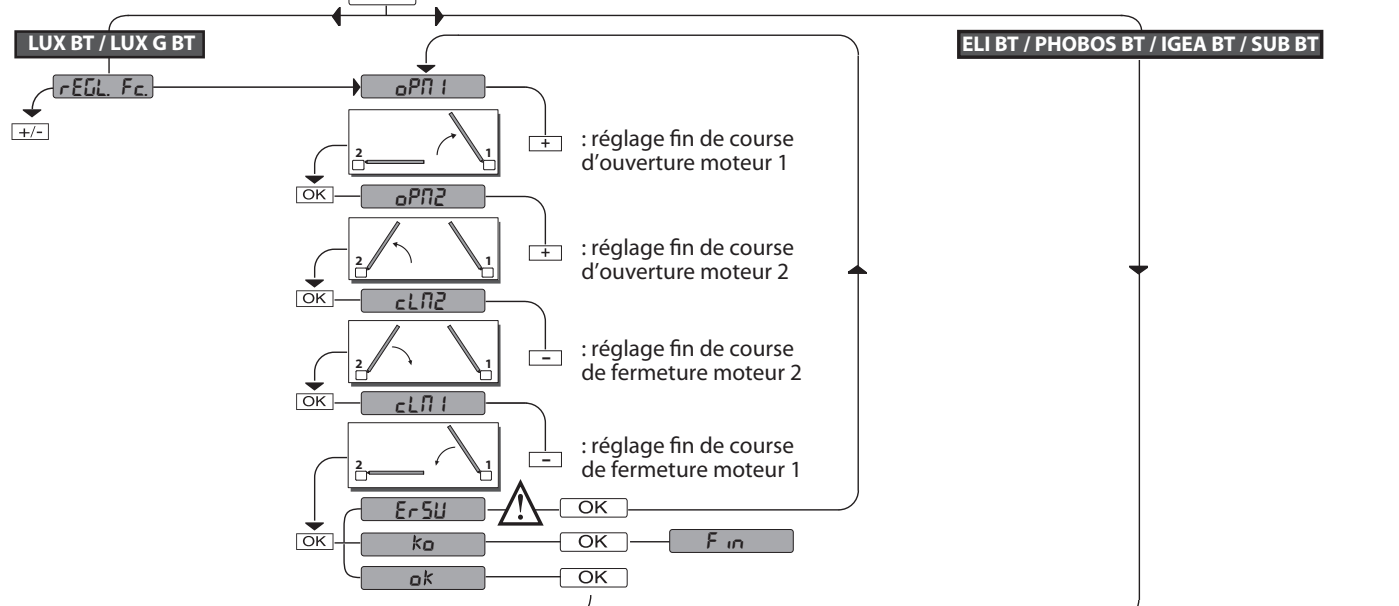 LUX BT / LUX G BT
ELI BT / PHOBOS BT / IGEA BT / SUB BT
rEGL. Fc.
oPM1
+/-
+
: réglage fin de course
d'ouverture moteur 1
2
1
OK
oPM2
+
: réglage fin de course
d'ouverture moteur 2
2
1
OK
cLM2
–
: réglage fin de course
de fermeture moteur 2
2
1
OK
cLM1
–
: réglage fin de course
de fermeture moteur 1
2
1
ErSU
!
OK
OK
ko
OK
Fin
ok
OK